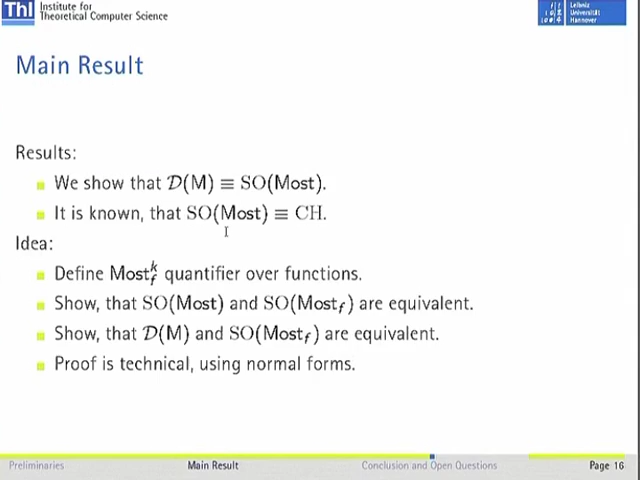 ThI Institute for
Theoretical Computer Science
Leibniz
Universität
Hannover
Main Result
Results:
We show that 𝒟(M) ≡ SO(Most).
It is known, that SO(Most) ≡ CH.
Idea:
Define Most_f^k quantifier over functions.
Show, that SO(Most) and SO(Most_f) are equivalent.
Show, that 𝒟(M) and SO(Most_f) are equivalent.
Proof is technical, using normal forms.
Preliminaries Main Result Conclusion and Open Questions Page 16